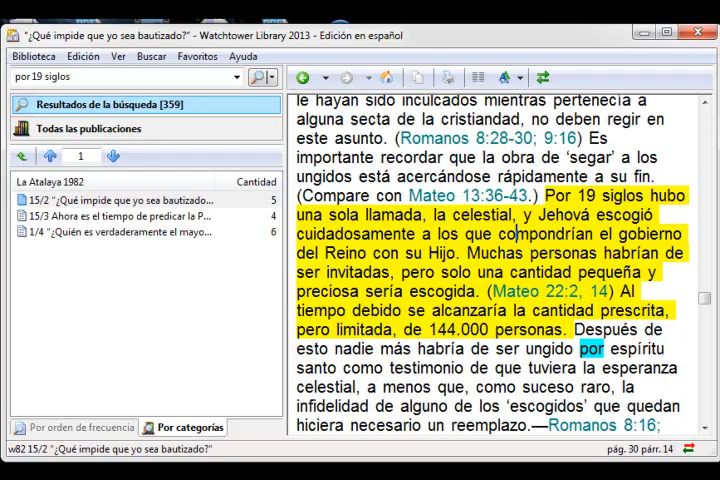 "¿Qué impide que yo sea bautizado?" - Watchtower Library 2013 - Edición en español
Biblioteca Edición Ver Buscar Favoritos Ayuda
por 19 siglos
Resultados de la búsqueda [359]
Todas las publicaciones
1
La Atalaya 1982 Cantidad
15/2 "¿Qué impide que yo sea bautizado... 5
15/3 Ahora es el tiempo de predicar la P... 4
1/4 "¿Quién es verdaderamente el mayo... 6
Por orden de frecuencia Por categorías
le hayan sido inculcados mientras pertenecía a
alguna secta de la cristiandad, no deben regir en
este asunto. (Romanos 8:28-30; 9:16) Es
importante recordar que la obra de ‘segar’ a los
ungidos está acercándose rápidamente a su fin.
(Compare con Mateo 13:36-43.) Por 19 siglos hubo
una sola llamada, la celestial, y Jehová escogió
cuidadosamente a los que compondrían el gobierno
del Reino con su Hijo. Muchas personas habrían de
ser invitadas, pero solo una cantidad pequeña y
preciosa sería escogida. (Mateo 22:2, 14) Al
tiempo debido se alcanzaría la cantidad prescrita,
pero limitada, de 144.000 personas. Después de
esto nadie más habría de ser ungido por espíritu
santo como testimonio de que tuviera la esperanza
celestial, a menos que, como suceso raro, la
infidelidad de alguno de los ‘escogidos’ que quedan
hiciera necesario un reemplazo.—Romanos 8:16;
w82 15/2 "¿Qué impide que yo sea bautizado?" pág. 30 párr. 14